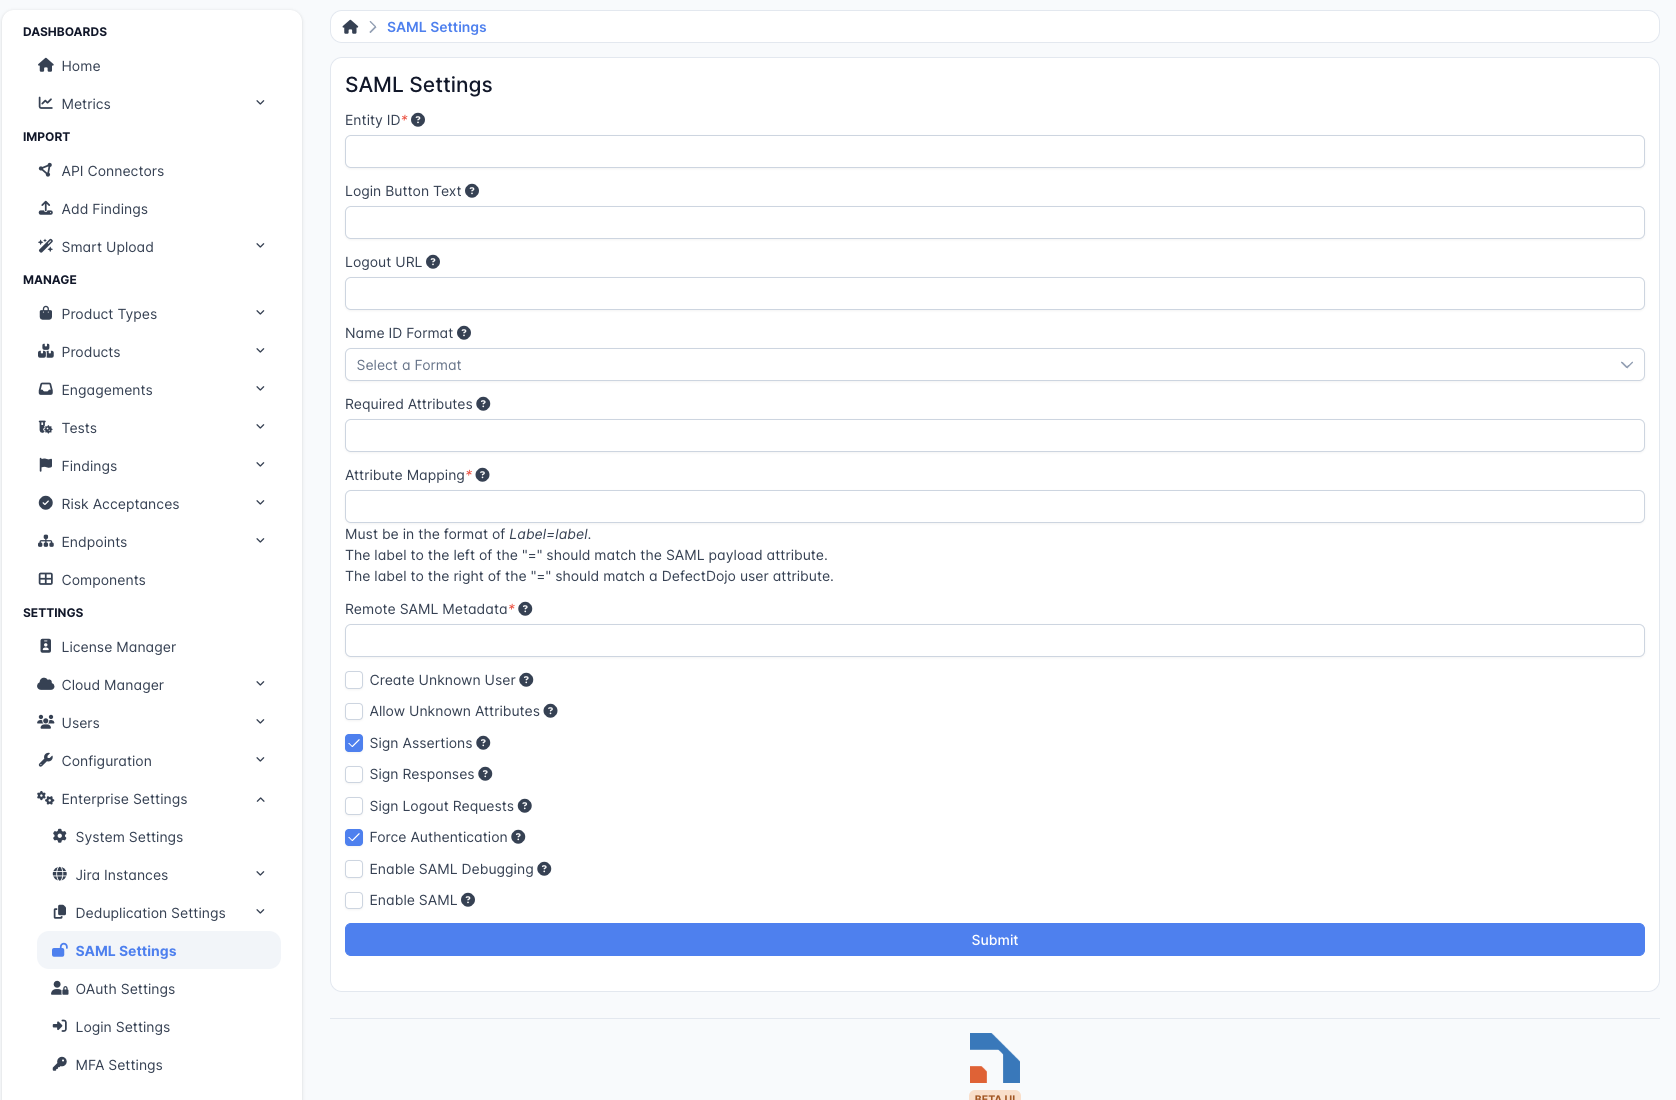 DASHBOARDS
Home
Metrics
IMPORT
API Connectors
Add Findings
Smart Upload
MANAGE
Product Types
Products
Engagements
Tests
Findings
Risk Acceptances
Endpoints
Components
SETTINGS
License Manager
Cloud Manager
Users
Configuration
Enterprise Settings
System Settings
Jira Instances
Deduplication Settings
SAML Settings
OAuth Settings
Login Settings
MFA Settings
SAML Settings
SAML Settings
Entity ID*
Login Button Text
Logout URL
Name ID Format
Select a Format
Required Attributes
Attribute Mapping*
Must be in the format of Label=label.
The label to the left of the "=" should match the SAML payload attribute.
The label to the right of the "=" should match a DefectDojo user attribute.
Remote SAML Metadata*
Create Unknown User
Allow Unknown Attributes
Sign Assertions
Sign Responses
Sign Logout Requests
Force Authentication
Enable SAML Debugging
Enable SAML
Submit
BETA UI